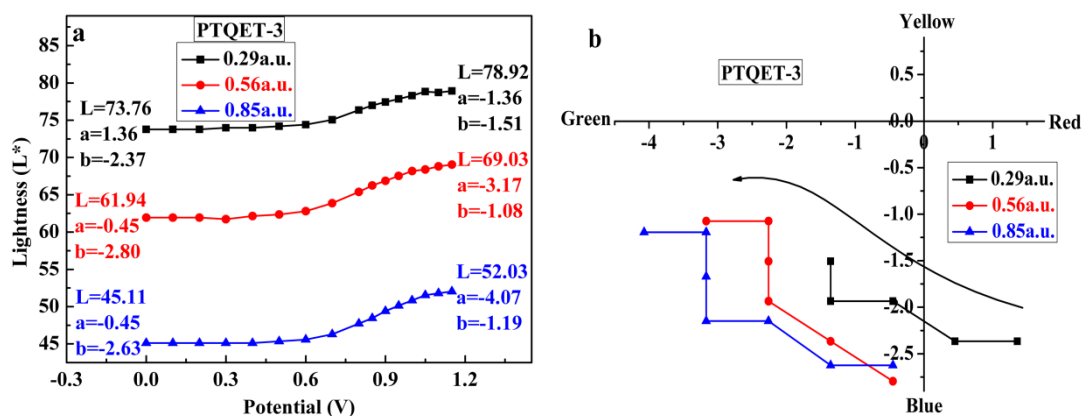 a
PTQET-3
0.29a.u.
0.56a.u.
0.85a.u.
L=73.76
a=1.36
b=-2.37
L=78.92
a=-1.36
b=-1.51
L=61.94
a=-0.45
b=-2.80
L=69.03
a=-3.17
b=-1.08
L=45.11
a=-0.45
b=-2.63
L=52.03
a=-4.07
b=-1.19
Lightness (L*)
85
80
75
70
65
60
55
50
45
-0.3 0.0 0.3 0.6 0.9 1.2
Potential (V)
b
PTQET-3
Yellow
Green
Red
Blue
0.5
0.0
-0.5
-1.0
-1.5
-2.0
-2.5
-4 -3 -2 -1 0 1
0.29a.u.
0.56a.u.
0.85a.u.